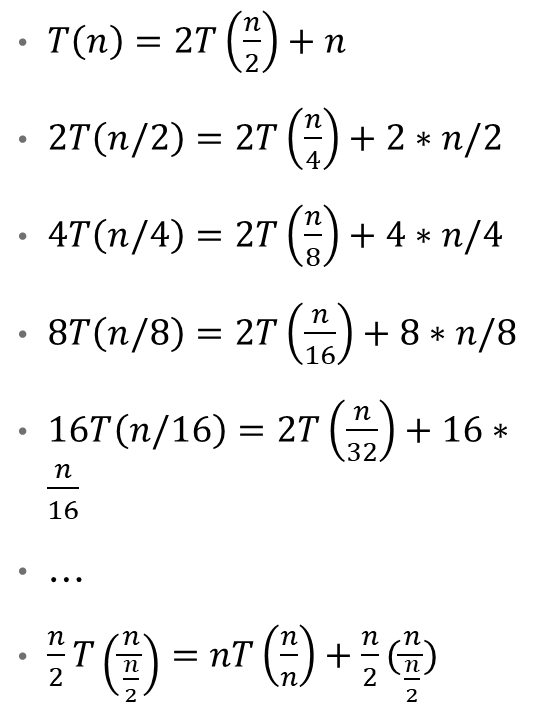 • T(n) = 2T(n/2) + n
• 2T(n/2) = 2T(n/4) + 2 * n/2
• 4T(n/4) = 2T(n/8) + 4 * n/4
• 8T(n/8) = 2T(n/16) + 8 * n/8
• 16T(n/16) = 2T(n/32) + 16 *
n/16
• ...
• n/2 T(n/(n/2)) = nT(n/n) + n/2 (n/(n/2))